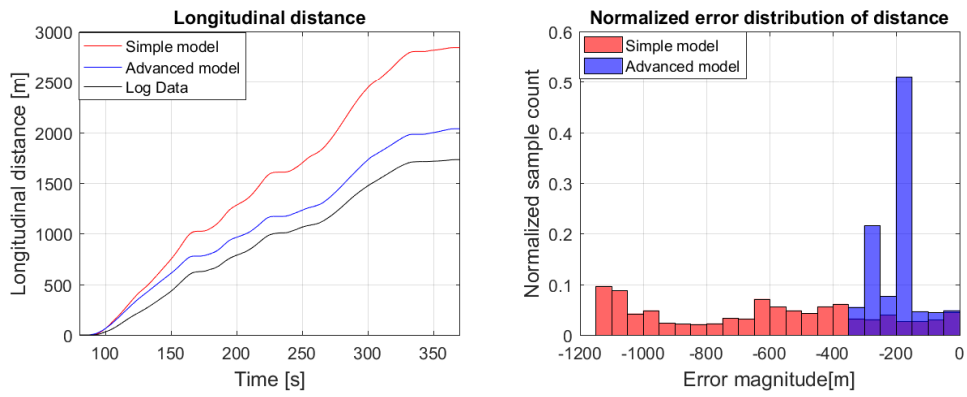 Longitudinal distance
Longitudinal distance [m]
3000
2500
2000
1500
1000
500
0
Simple model
Advanced model
Log Data
100 150 200 250 300 350
Time [s]
Normalized error distribution of distance
Normalized sample count
0.6
0.5
0.4
0.3
0.2
0.1
0
Simple model
Advanced model
-1200 -1000 -800 -600 -400 -200 0
Error magnitude[m]